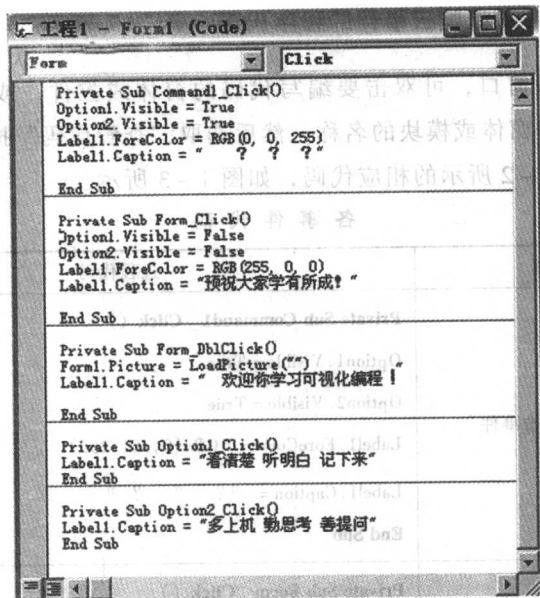 工程1 - Form1 (Code)
Form
Click
Private Sub Command1_Click()
Option1.Visible = True
Option2.Visible = True
Label1.ForeColor = RGB(0, 0, 255)
Label1.Caption = "    ?  ?  ?"
End Sub
Private Sub Form_Click()
Option1.Visible = False
Option2.Visible = False
Label1.ForeColor = RGB(255, 0, 0)
Label1.Caption = "预祝大家学有所成! "
End Sub
Private Sub Form_DblClick()
Form1.Picture = LoadPicture("")
Label1.Caption = "  欢迎你学习可视化编程!"
End Sub
Private Sub Option1_Click()
Label1.Caption = "看清楚 听明白 记下来"
End Sub
Private Sub Option2_Click()
Label1.Caption = "多上机 勤思考 善提问"
End Sub